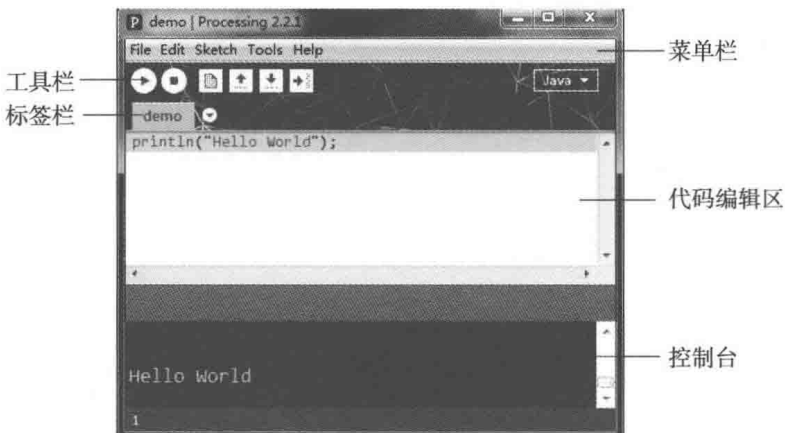 demo | Processing 2.2.1
File Edit Sketch Tools Help
菜单栏
工具栏
Java
标签栏
demo
println("Hello World");
代码编辑区
控制台
Hello World
1